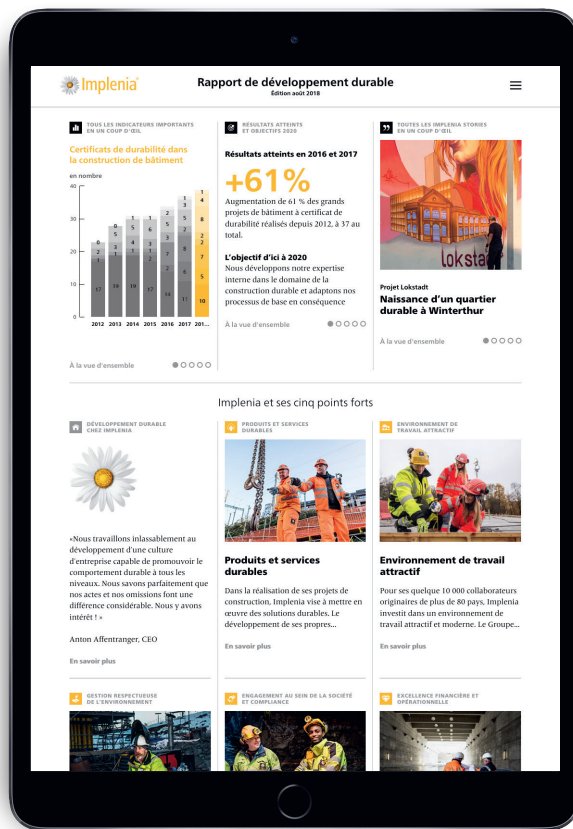 Implenia
Rapport de développement durable
Édition août 2018
TOUS LES INDICATEURS IMPORTANTS
EN UN COUP D'ŒIL
Certificats de durabilité dans
la construction de bâtiment
en nombre
40
30
20
10
0
2012 2013 2014 2015 2016 2017 201…
À la vue d'ensemble
RÉSULTATS ATTEINTS
ET OBJECTIFS 2020
Résultats atteints en 2016 et 2017
+61%
Augmentation de 61 % des grands
projets de bâtiment à certificat de
durabilité réalisés depuis 2012, à 37 au
total.
L'objectif d'ici à 2020
Nous développons notre expertise
interne dans le domaine de la
construction durable et adaptons nos
processus de base en conséquence
À la vue d'ensemble
TOUTES LES IMPLENIA STORIES
EN UN COUP D'ŒIL
loksta
Projet Lokstadt
Naissance d'un quartier
durable à Winterthur
À la vue d'ensemble
Implenia et ses cinq points forts
DÉVELOPPEMENT DURABLE
CHEZ IMPLENIA
«Nous travaillons inlassablement au
développement d'une culture
d'entreprise capable de promouvoir le
comportement durable à tous les
niveaux. Nous savons parfaitement que
nos actes et nos omissions font une
différence considérable. Nous y avons
intérêt ! »
Anton Affentranger, CEO
En savoir plus
PRODUITS ET SERVICES
DURABLES
Produits et services
durables
Dans la réalisation de ses projets de
construction, Implenia vise à mettre en
œuvre des solutions durables. Le
développement de ses propres...
En savoir plus
ENVIRONNEMENT DE
TRAVAIL ATTRACTIF
Environnement de travail
attractif
Pour ses quelque 10 000 collaborateurs
originaires de plus de 80 pays, Implenia
investit dans un environnement de
travail attractif et moderne. Le Groupe...
En savoir plus
GESTION RESPECTUEUSE
DE L'ENVIRONNEMENT
ENGAGEMENT AU SEIN DE LA SOCIÉTÉ
ET COMPLIANCE
EXCELLENCE FINANCIÈRE ET
OPÉRATIONNELLE